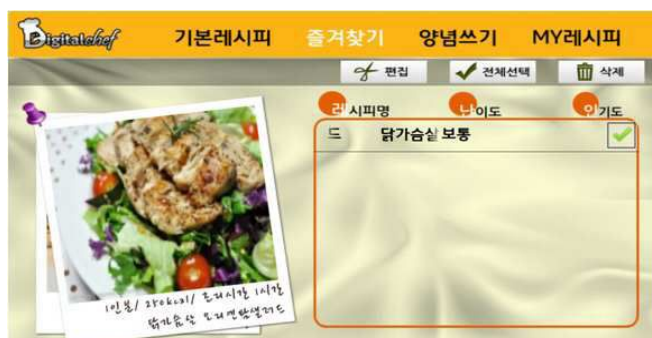 Digitalchef 기본레시피 즐겨찾기 양념쓰기 MY레시피
편집 전체선택 삭제
레시피명 난이도 인기도
드 닭가슴살 보통
1인분/ 270kcal/ 조리시간 1시간
닭가슴살 오리엔탈샐러드